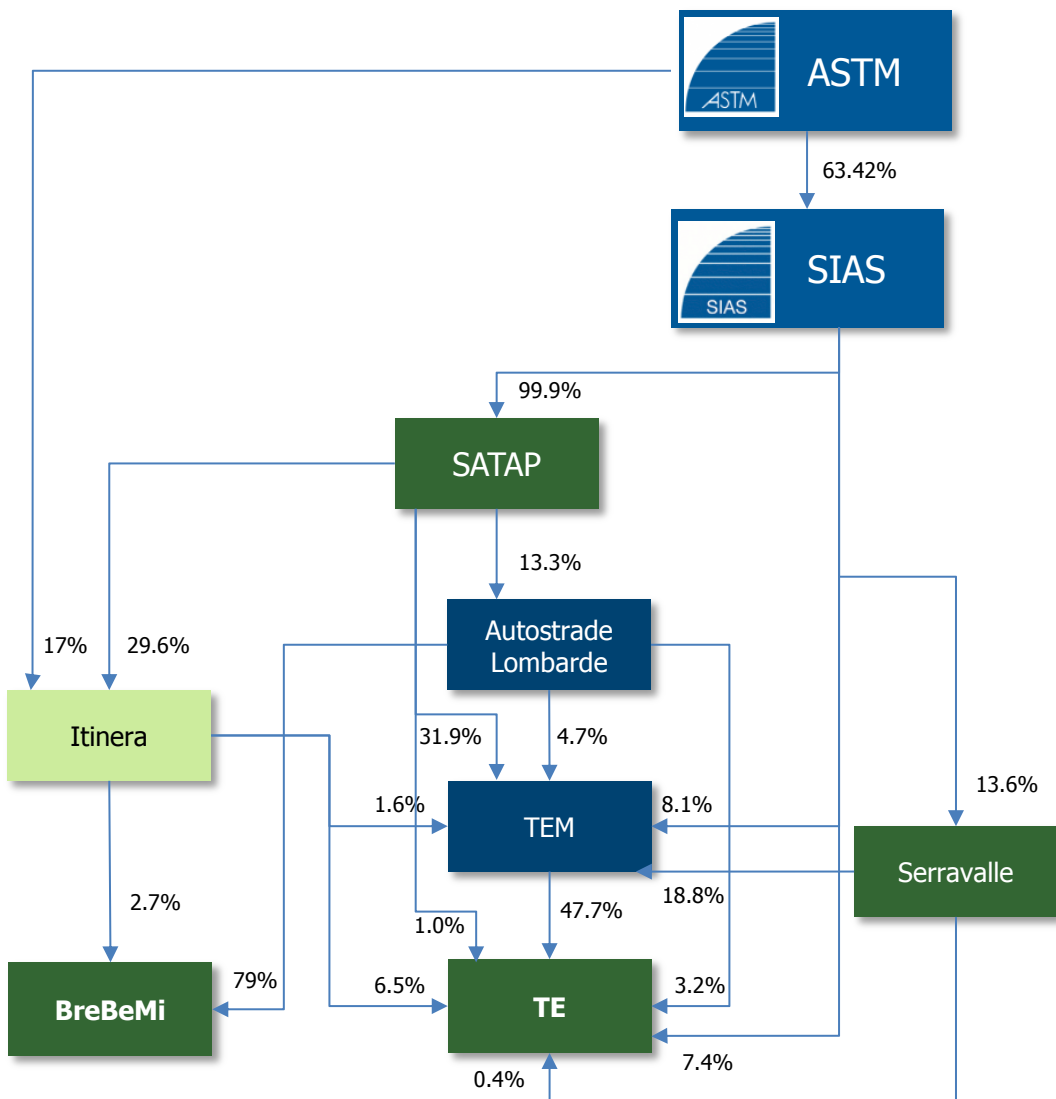 ASTM
ASTM
63.42%
SIAS
SIAS
99.9%
SATAP
13.3%
Autostrade
Lombarde
17%
29.6%
Itinera
31.9%
4.7%
13.6%
1.6%
8.1%
TEM
Serravalle
2.7%
47.7%
18.8%
1.0%
79%
6.5%
3.2%
BreBeMi
TE
7.4%
0.4%